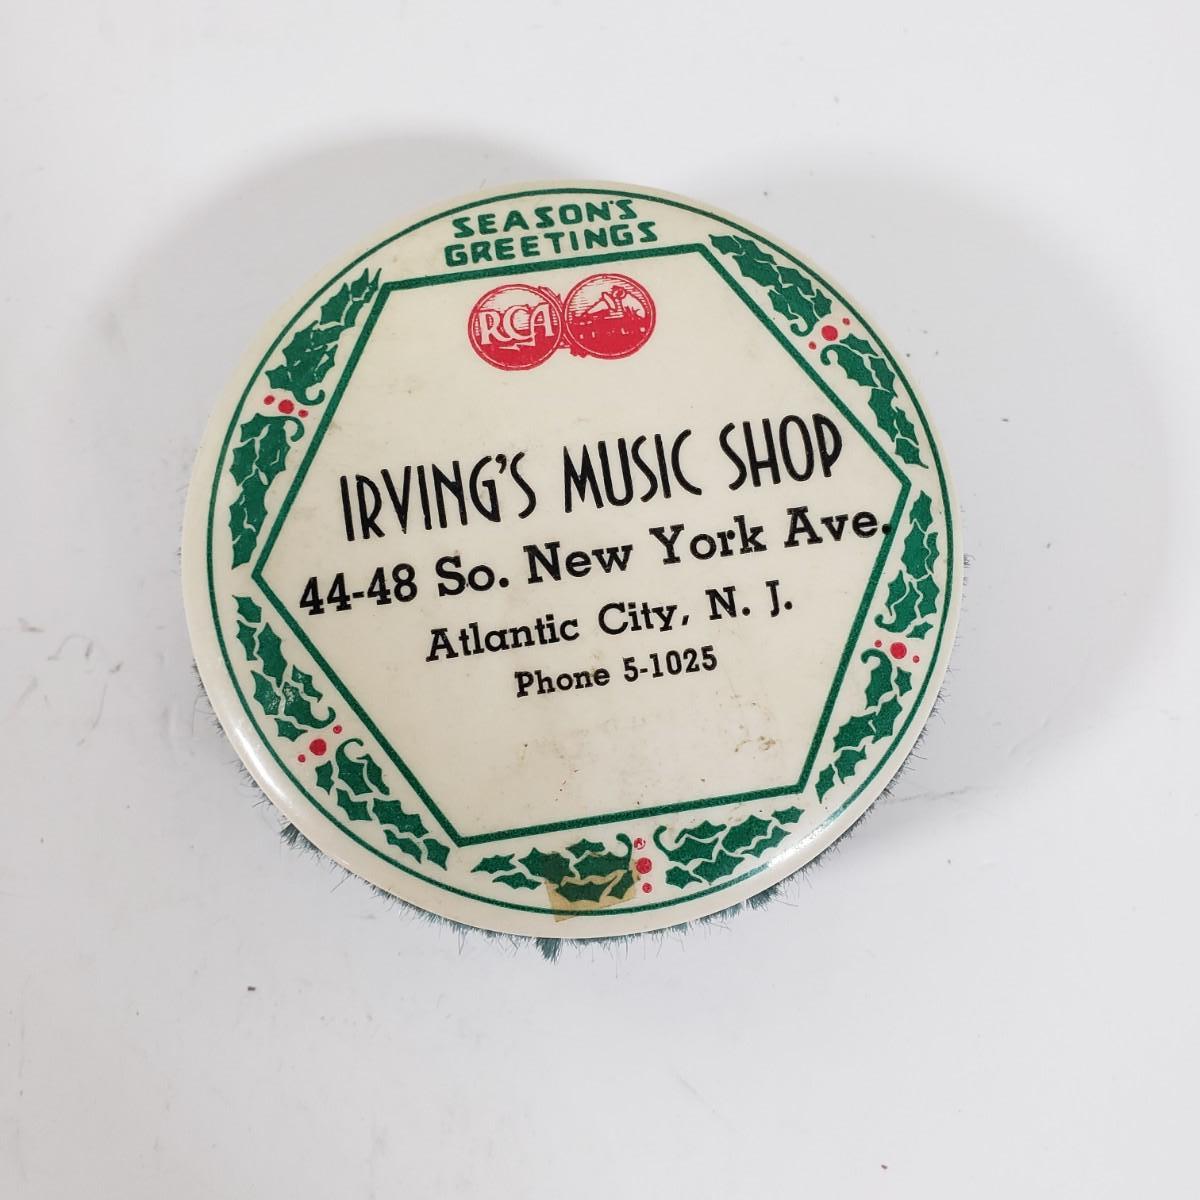 SEASON'S
GREETINGS
RCA
IRVING'S MUSIC SHOP
44-48 So. New York Ave.
Atlantic City, N. J.
Phone 5-1025